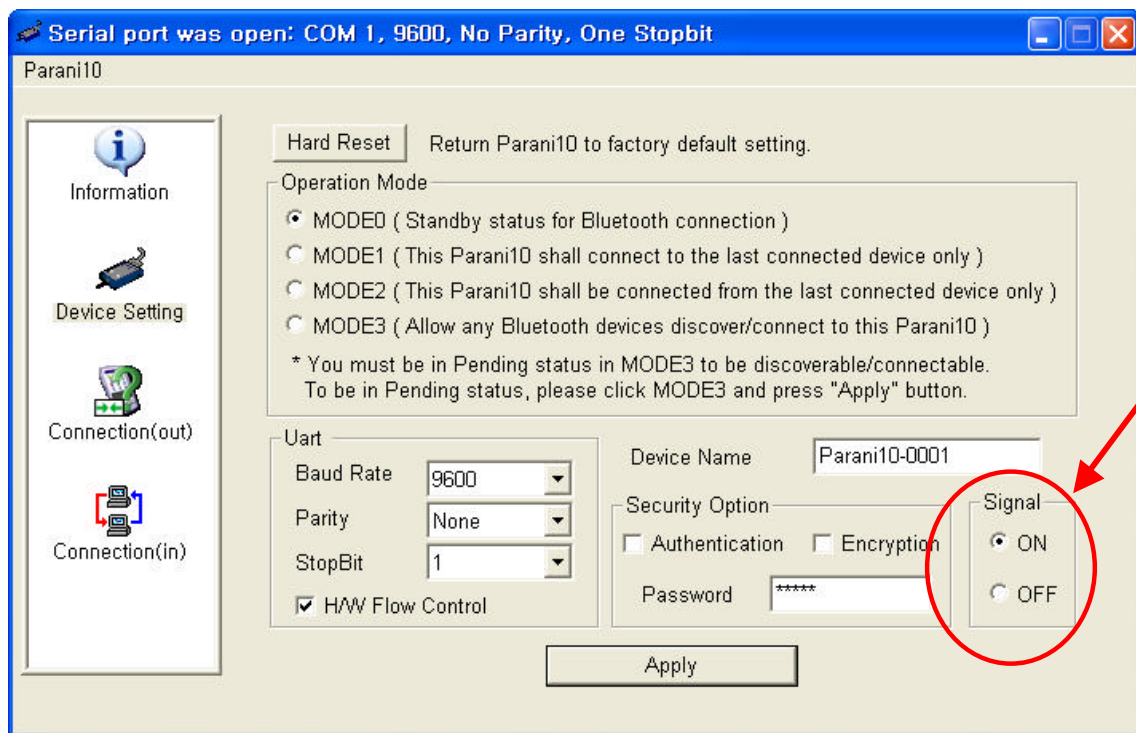 Serial port was open: COM 1, 9600, No Parity, One Stopbit
Parani10
Information
Device Setting
Connection(out)
Connection(in)
Hard Reset Return Parani10 to factory default setting.
Operation Mode
MODE0 ( Standby status for Bluetooth connection )
MODE1 ( This Parani10 shall connect to the last connected device only )
MODE2 ( This Parani10 shall be connected from the last connected device only )
MODE3 ( Allow any Bluetooth devices discover/connect to this Parani10 )
* You must be in Pending status in MODE3 to be discoverable/connectable.
To be in Pending status, please click MODE3 and press "Apply" button.
Uart
Baud Rate 9600
Parity None
StopBit 1
H/W Flow Control
Device Name Parani10-0001
Security Option
Authentication Encryption
Password *****
Signal
ON
OFF
Apply